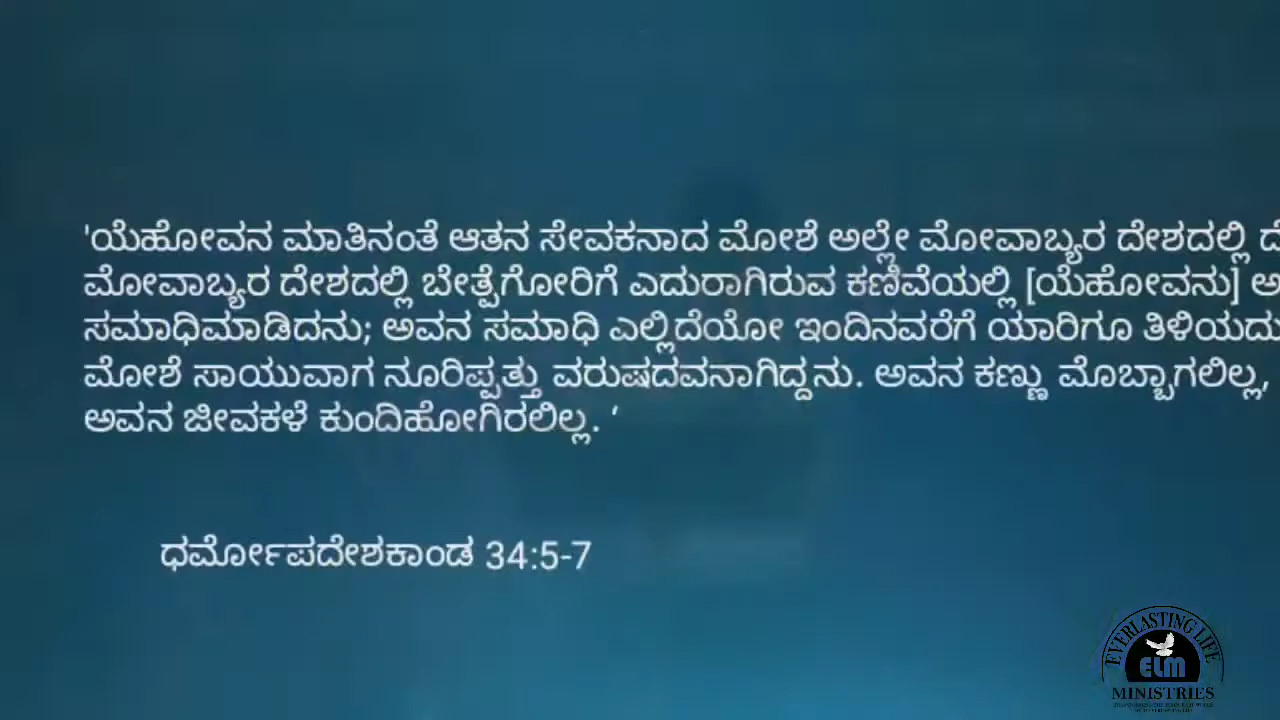 'ಯೆಹೋವನ ಮಾತಿನಂತೆ ಆತನ ಸೇವಕನಾದ ಮೋಶೆ ಅಲ್ಲೇ ಮೋವಾಬ್ಯರ ದೇಶದಲ್ಲಿ
ಮೋವಾಬ್ಯರ ದೇಶದಲ್ಲಿ ಬೇತ್ಪೆಗೋರಿಗೆ ಎದುರಾಗಿರುವ ಕಣಿವೆಯಲ್ಲಿ [ಯೆಹೋವನು]
ಸಮಾಧಿಮಾಡಿದನು; ಅವನ ಸಮಾಧಿ ಎಲ್ಲಿದೆಯೋ ಇಂದಿನವರೆಗೆ ಯಾರಿಗೂ ತಿಳಿಯದು
ಮೋಶೆ ಸಾಯುವಾಗ ನೂರಿಪ್ಪತ್ತು ವರುಷದವನಾಗಿದ್ದನು. ಅವನ ಕಣ್ಣು ಮೊಬ್ಬಾಗಲಿಲ್ಲ,
ಅವನ ಜೀವಕಳೆ ಕುಂದಿಹೋಗಿರಲಿಲ್ಲ. ‘
ಧರ್ಮೋಪದೇಶಕಾಂಡ 34:5-7
EVERLASTING LIFE
ELM
MINISTRIES